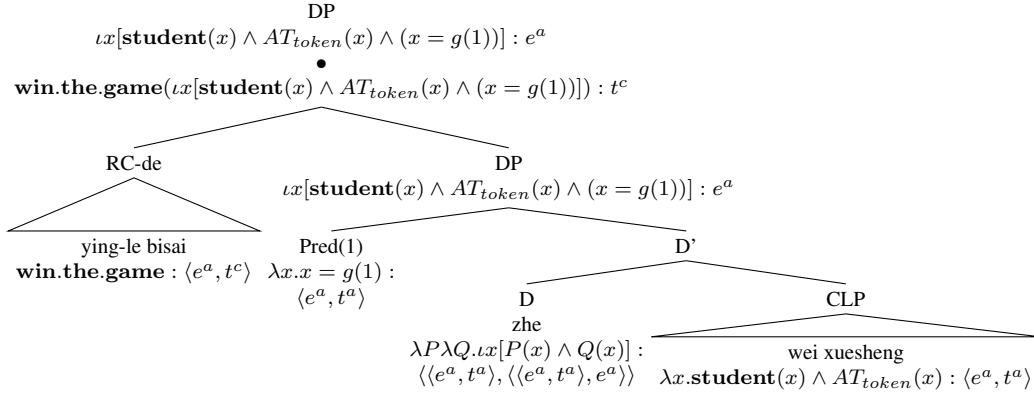 DP
ιx[student(x) ∧ AT_token(x) ∧ (x = g(1))] : e^a
•
win.the.game(ιx[student(x) ∧ AT_token(x) ∧ (x = g(1))]) : t^c
RC-de
DP
ιx[student(x) ∧ AT_token(x) ∧ (x = g(1))] : e^a
ying-le bisai
win.the.game : ⟨e^a, t^c⟩
Pred(1)
λx.x = g(1) :
⟨e^a, t^a⟩
D’
D
zhe
λPλQ.ιx[P(x) ∧ Q(x)] :
⟨⟨e^a, t^a⟩, ⟨⟨e^a, t^a⟩, e^a⟩⟩
CLP
wei xuesheng
λx.student(x) ∧ AT_token(x) : ⟨e^a, t^a⟩